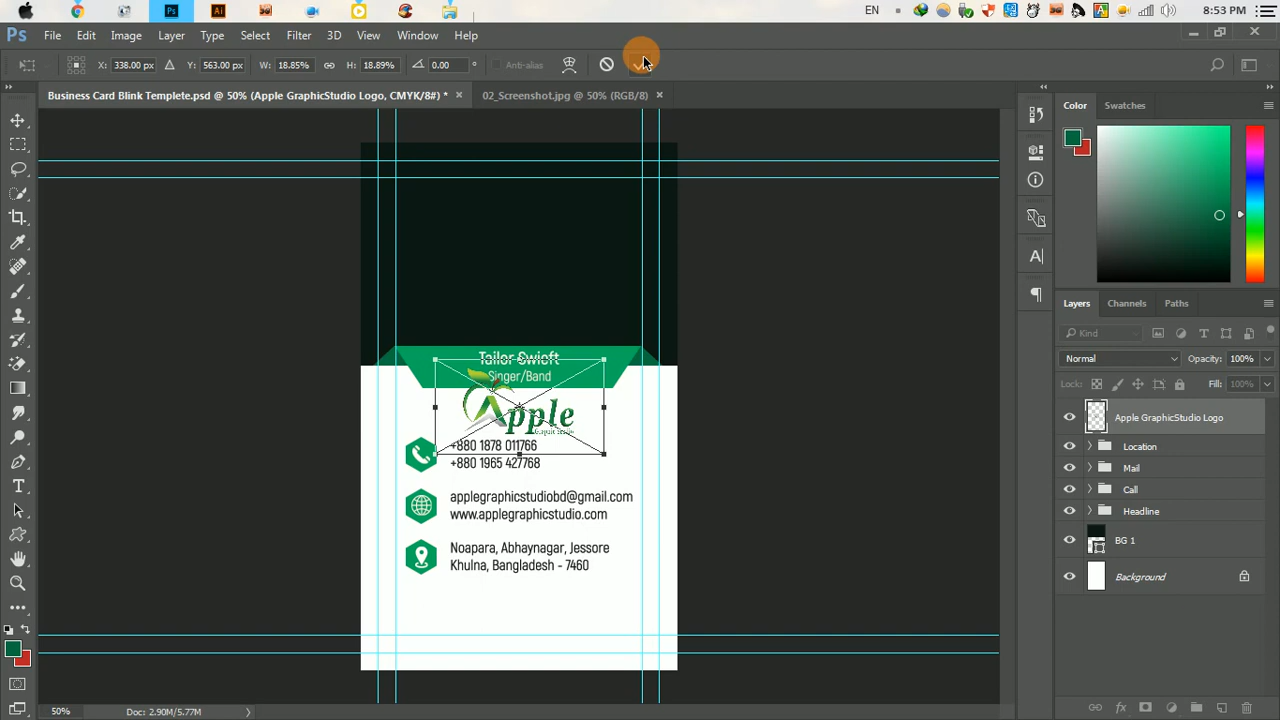 EN
8:53 PM
Ps
File Edit Image Layer Type Select Filter 3D View Window Help
X: 338.00 px Y: 563.00 px W: 18.85% H: 18.89% 0.00 ° Anti-alias
Business Card Blink Templete.psd @ 50% (Apple GraphicStudio Logo, CMYK/8#) * ×
02_Screenshot.jpg @ 50% (RGB/8) ×
Color Swatches
Tailor Swioft
Singer/Band
Apple
Graphic Studio
+880 1878 011766
+880 1965 427768
applegraphicstudiobd@gmail.com
www.applegraphicstudio.com
Noapara, Abhaynagar, Jessore
Khulna, Bangladesh - 7460
Layers Channels Paths
Kind
Normal Opacity: 100%
Lock: Fill: 100%
Apple GraphicStudio Logo
Location
Mail
Call
Headline
BG 1
Background
50% Doc: 2.90M/5.77M